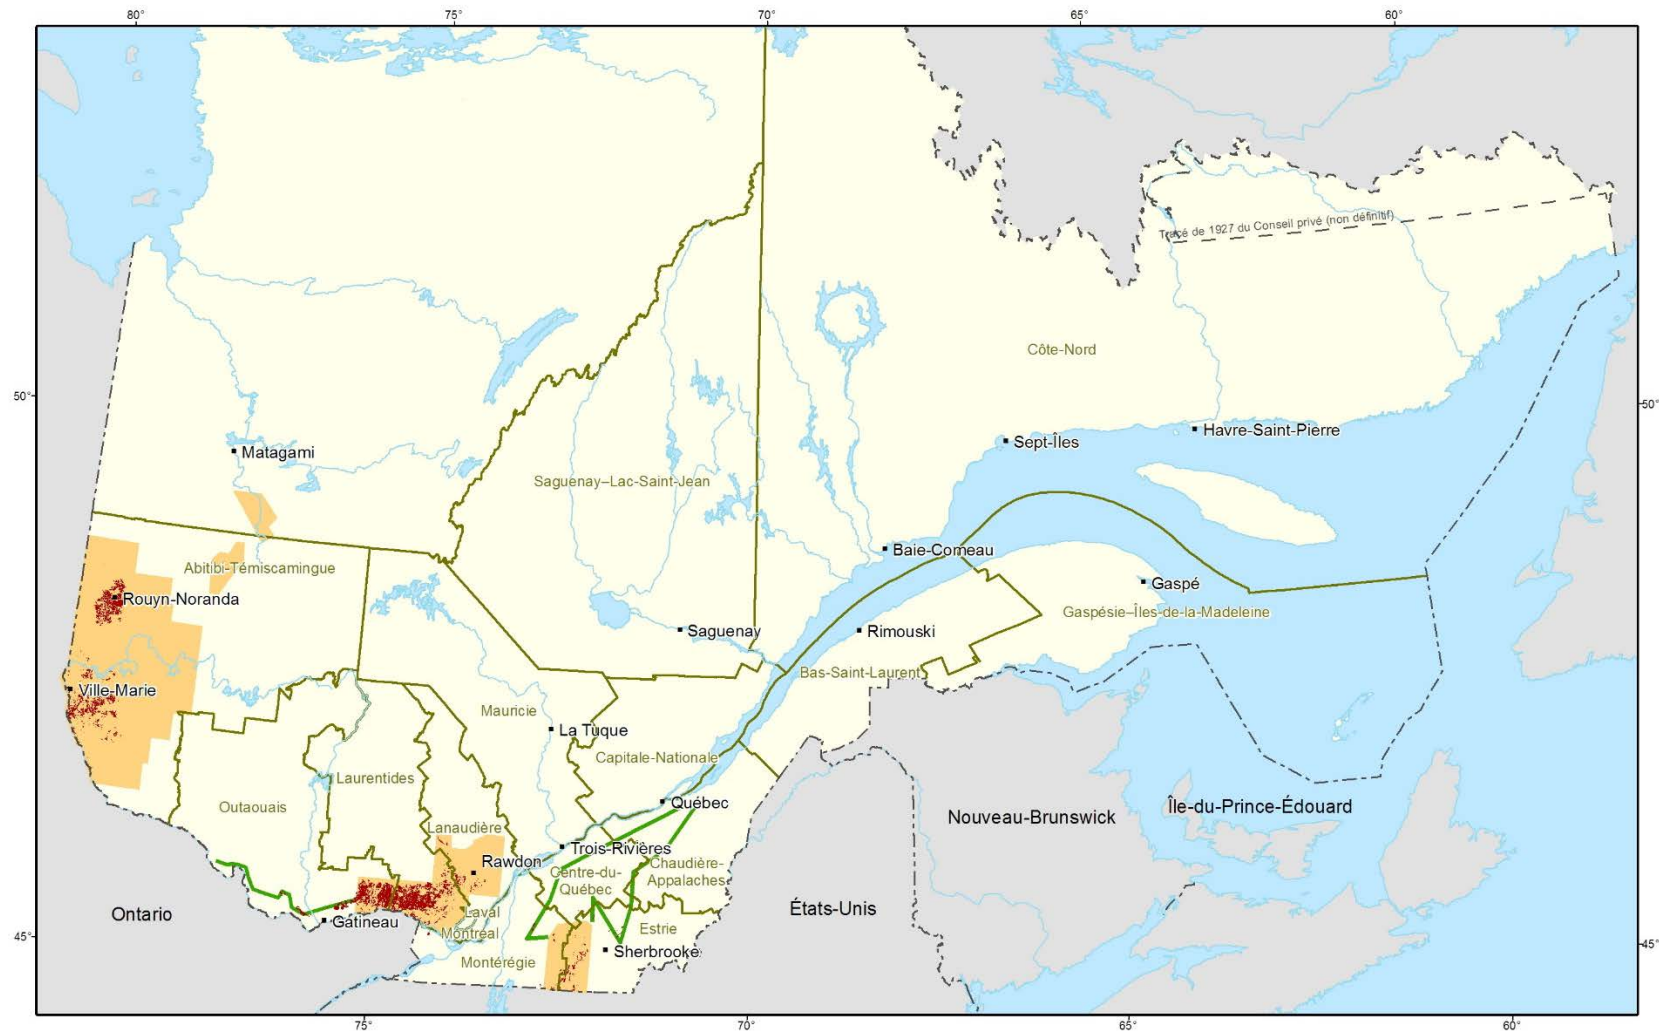 80°
75°
70°
65°
60°
Tracé de 1927 du Conseil privé (non définitif)
Côte-Nord
50°
50°
Havre-Saint-Pierre
Sept-Îles
Matagami
Saguenay–Lac-Saint-Jean
Baie-Comeau
Abitibi-Témiscamingue
Gaspé
Rouyn-Noranda
Gaspésie–Îles-de-la-Madeleine
Saguenay
Rimouski
Bas-Saint-Laurent
Ville-Marie
Mauricie
La Tuque
Capitale-Nationale
Laurentides
Outaouais
Québec
Île-du-Prince-Édouard
Nouveau-Brunswick
Lanaudière
Trois-Rivières
Rawdon
Chaudière-
Appalaches
Centre-du-
Québec
États-Unis
Ontario
Laval
Gatineau
Montréal
Estrie
45°
45°
Sherbrooke
Montérégie
75°
70°
65°
60°